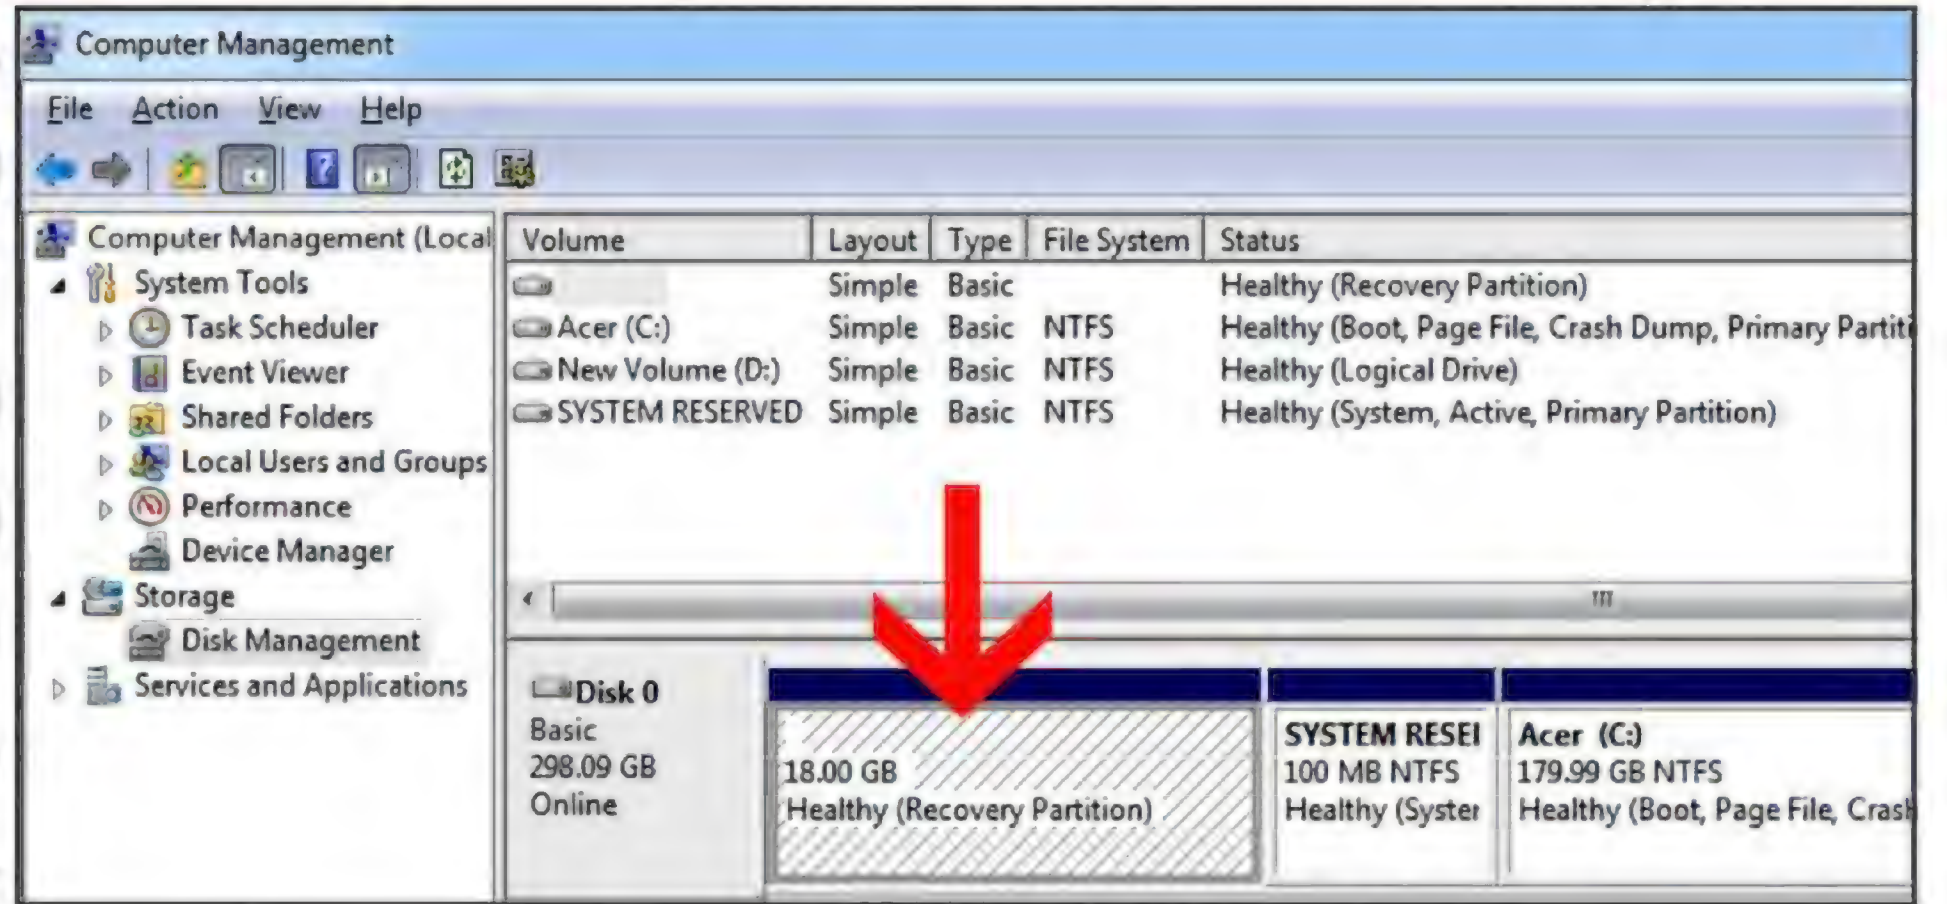 Computer Management
File Action View Help
Computer Management (Local
System Tools
Task Scheduler
Event Viewer
Shared Folders
Local Users and Groups
Performance
Device Manager
Storage
Disk Management
Services and Applications
Volume Layout Type File System Status
Simple Basic Healthy (Recovery Partition)
Acer (C:) Simple Basic NTFS Healthy (Boot, Page File, Crash Dump, Primary Partiti
New Volume (D:) Simple Basic NTFS Healthy (Logical Drive)
SYSTEM RESERVED Simple Basic NTFS Healthy (System, Active, Primary Partition)
Disk 0
Basic
298.09 GB
Online
18.00 GB
Healthy (Recovery Partition)
SYSTEM RESEI
100 MB NTFS
Healthy (Syster
Acer (C:)
179.99 GB NTFS
Healthy (Boot, Page File, Crash